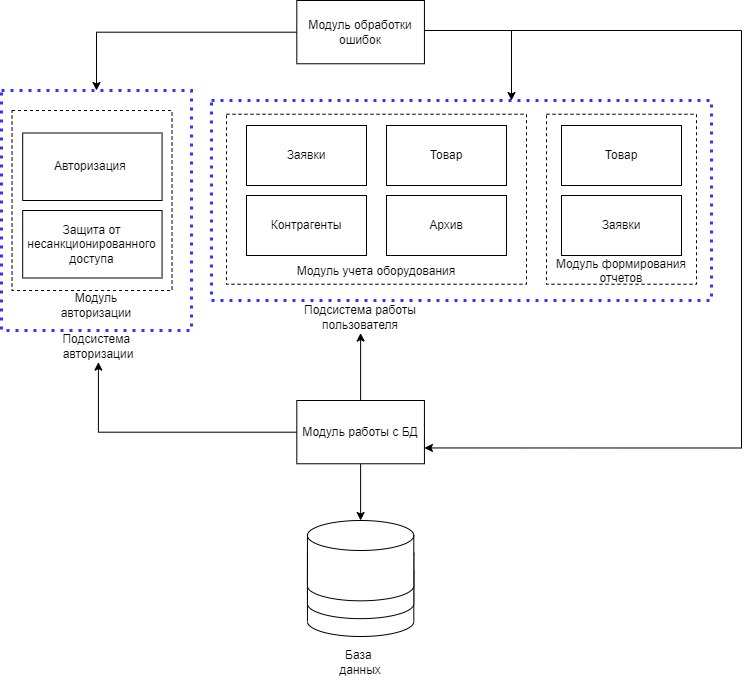 Модуль обработки
ошибок
Авторизация
Защита от
несанкционированного
доступа
Модуль
авторизации
Подсистема
авторизации
Заявки
Товар
Контрагенты
Архив
Модуль учета оборудования
Товар
Заявки
Модуль формирования
отчетов
Подсистема работы
пользователя
Модуль работы с БД
База
данных